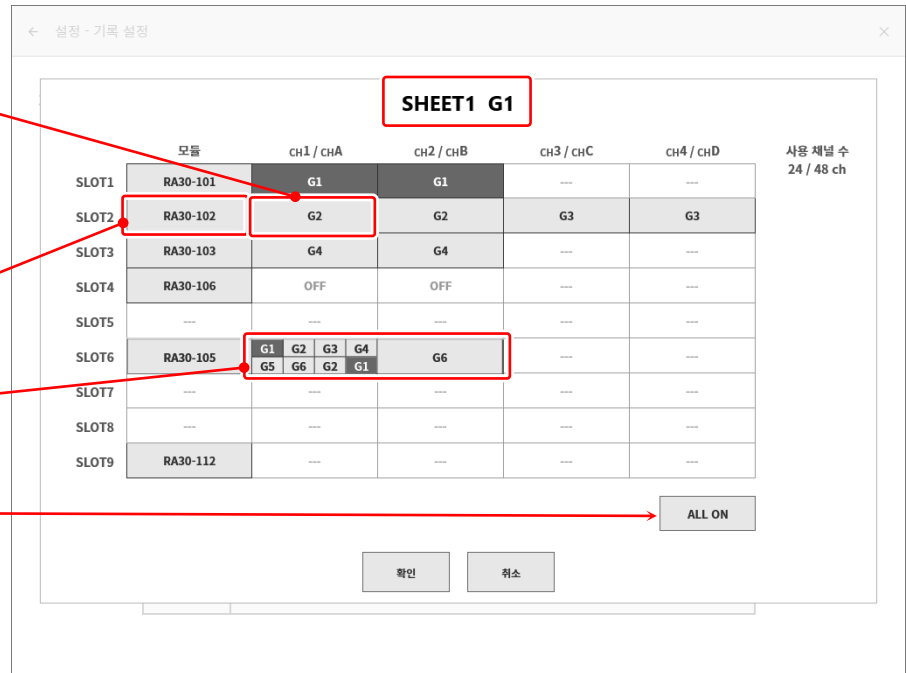 ← 설정 - 기록 설정 ×
SHEET1 G1
모듈 CH1 / CHA CH2 / CHB CH3 / CHC CH4 / CHD 사용 채널 수
24 / 48 ch
SLOT1 RA30-101 G1 G1 --- ---
SLOT2 RA30-102 G2 G2 G3 G3
SLOT3 RA30-103 G4 G4 --- ---
SLOT4 RA30-106 OFF OFF --- ---
SLOT5 --- --- --- --- ---
SLOT6 RA30-105 G1 G2 G3 G4 G6 --- ---
G5 G6 G2 G1
SLOT7 --- --- --- --- ---
SLOT8 --- --- --- --- ---
SLOT9 RA30-112 --- --- --- ---
ALL ON
확인 취소